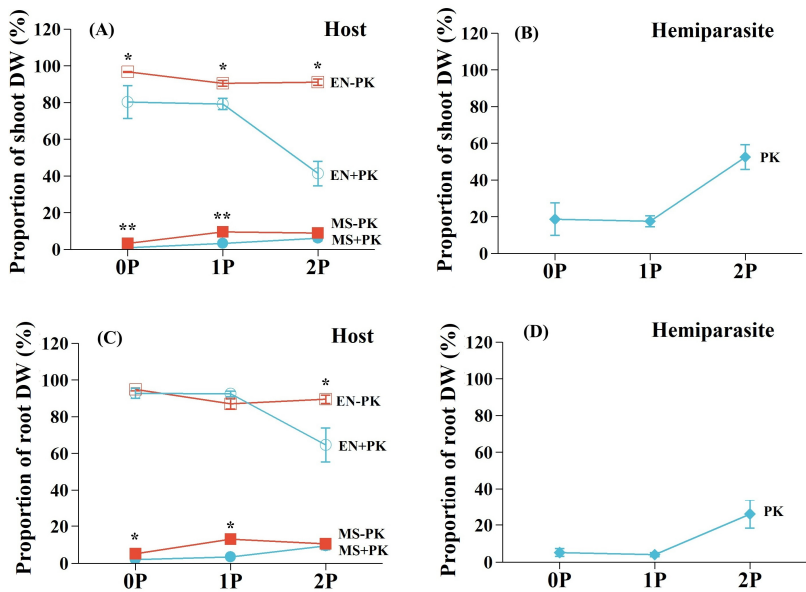 (A) Host
Proportion of shoot DW (%)
120
100
80
60
40
20
0
* * *
EN-PK
EN+PK
** **
MS-PK
MS+PK
0P 1P 2P
(B) Hemiparasite
Proportion of shoot DW (%)
120
100
80
60
40
20
0
PK
0P 1P 2P
(C) Host
Proportion of root DW (%)
120
100
80
60
40
20
0
*
EN-PK
EN+PK
* *
MS-PK
MS+PK
0P 1P 2P
(D) Hemiparasite
Proportion of root DW (%)
120
100
80
60
40
20
0
PK
0P 1P 2P